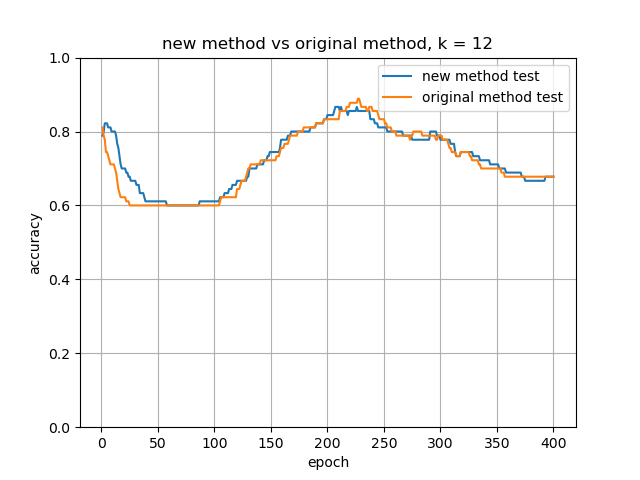 new method vs original method, k = 12
new method test
original method test
1.0
0.8
0.6
0.4
0.2
0.0
accuracy
0 50 100 150 200 250 300 350 400
epoch